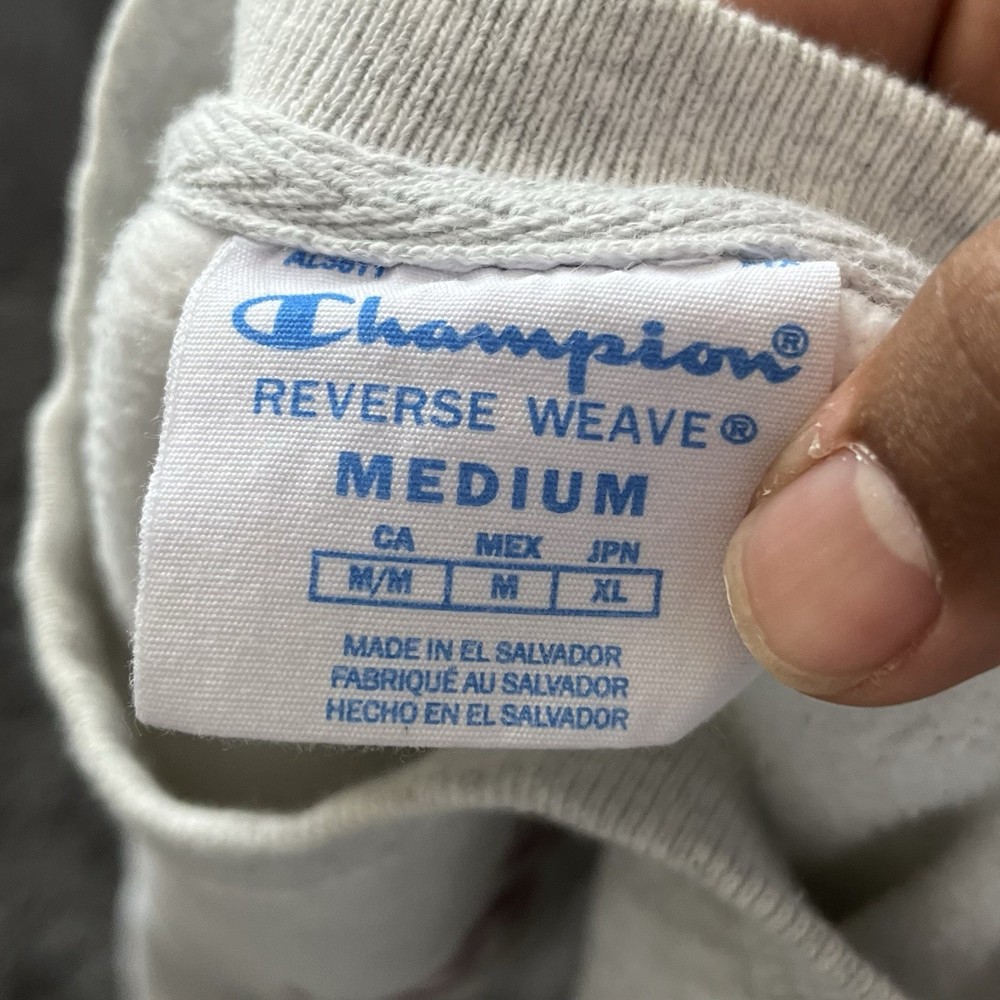 Champion®
REVERSE WEAVE®
MEDIUM
CA MEX JPN
M/M M XL
MADE IN EL SALVADOR
FABRIQUÉ AU SALVADOR
HECHO EN EL SALVADOR